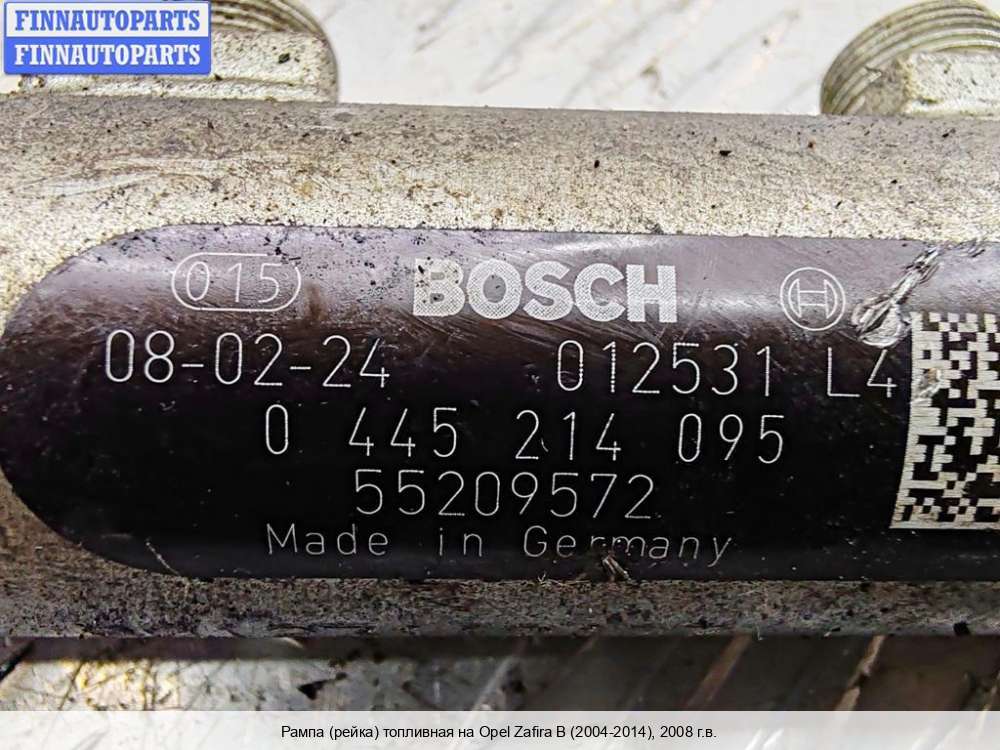 FINNAUTOPARTS
FINNAUTOPARTS
015 BOSCH
08-02-24 012531 L4
0 445 214 095
55209572
Made in Germany
Рампа (рейка) топливная на Opel Zafira B (2004-2014), 2008 г.в.